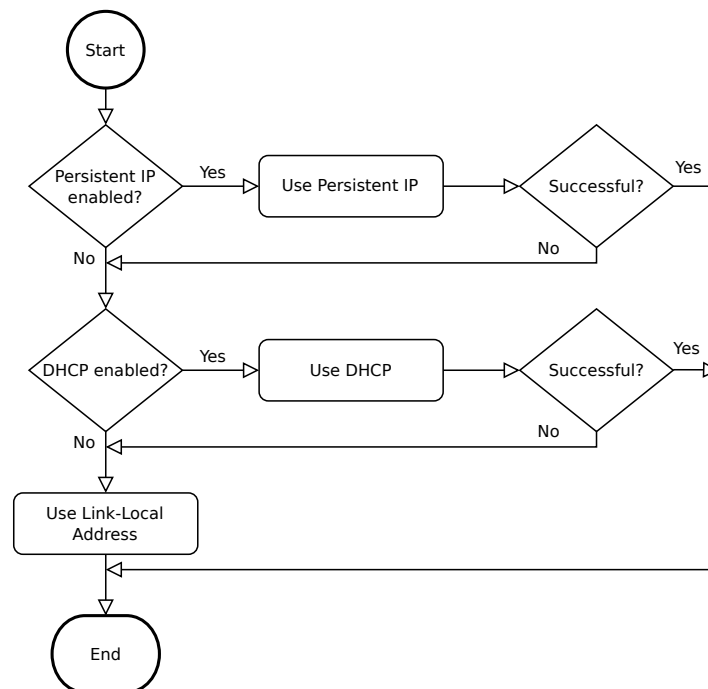 Start
Persistent IP
enabled?
Yes
Use Persistent IP
Successful?
Yes
No
No
DHCP enabled?
Yes
Use DHCP
Successful?
Yes
No
No
Use Link-Local
Address
End